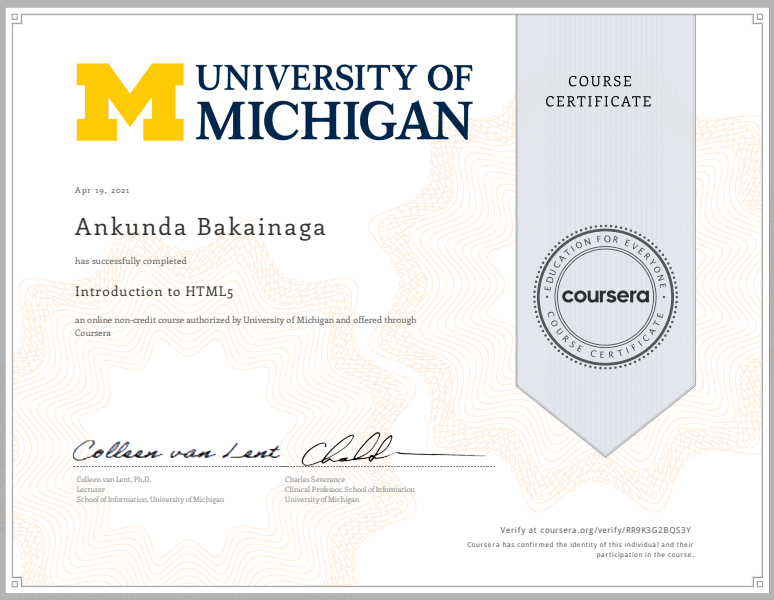 UNIVERSITY OF
MICHIGAN
COURSE
CERTIFICATE
Apr 19, 2021
Ankunda Bakainaga
has successfully completed
Introduction to HTML5
an online non-credit course authorized by University of Michigan and offered through
Coursera
EDUCATION FOR EVERYONE
coursera
COURSE CERTIFICATE
Colleen van Lent
Colleen van Lent, Ph.D.
Lecturer
School of Information, University of Michigan
Charles Severance
Clinical Professor, School of Information
University of Michigan
Verify at coursera.org/verify/RR9K3G2BQS3Y
Coursera has confirmed the identity of this individual and their
participation in the course.